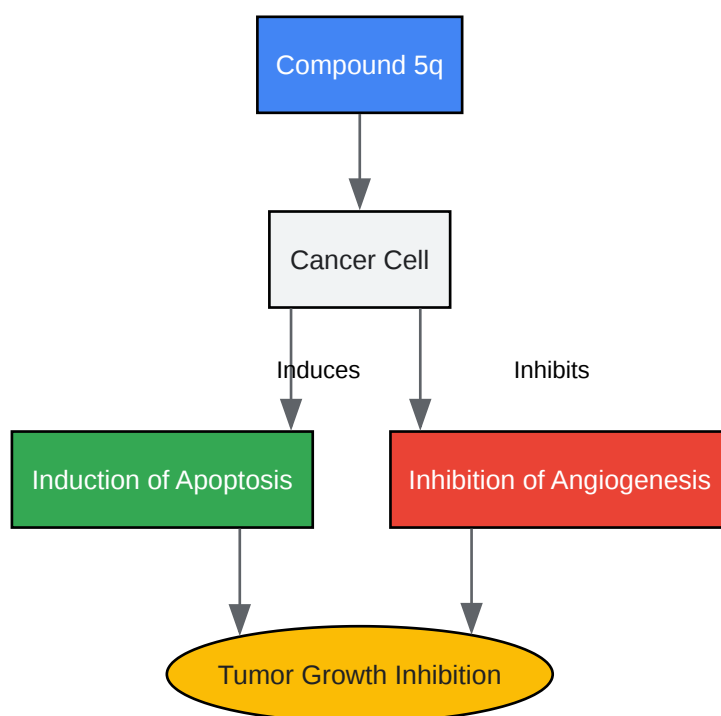 Compound 5q
Cancer Cell
Induces
Inhibits
Induction of Apoptosis
Inhibition of Angiogenesis
Tumor Growth Inhibition